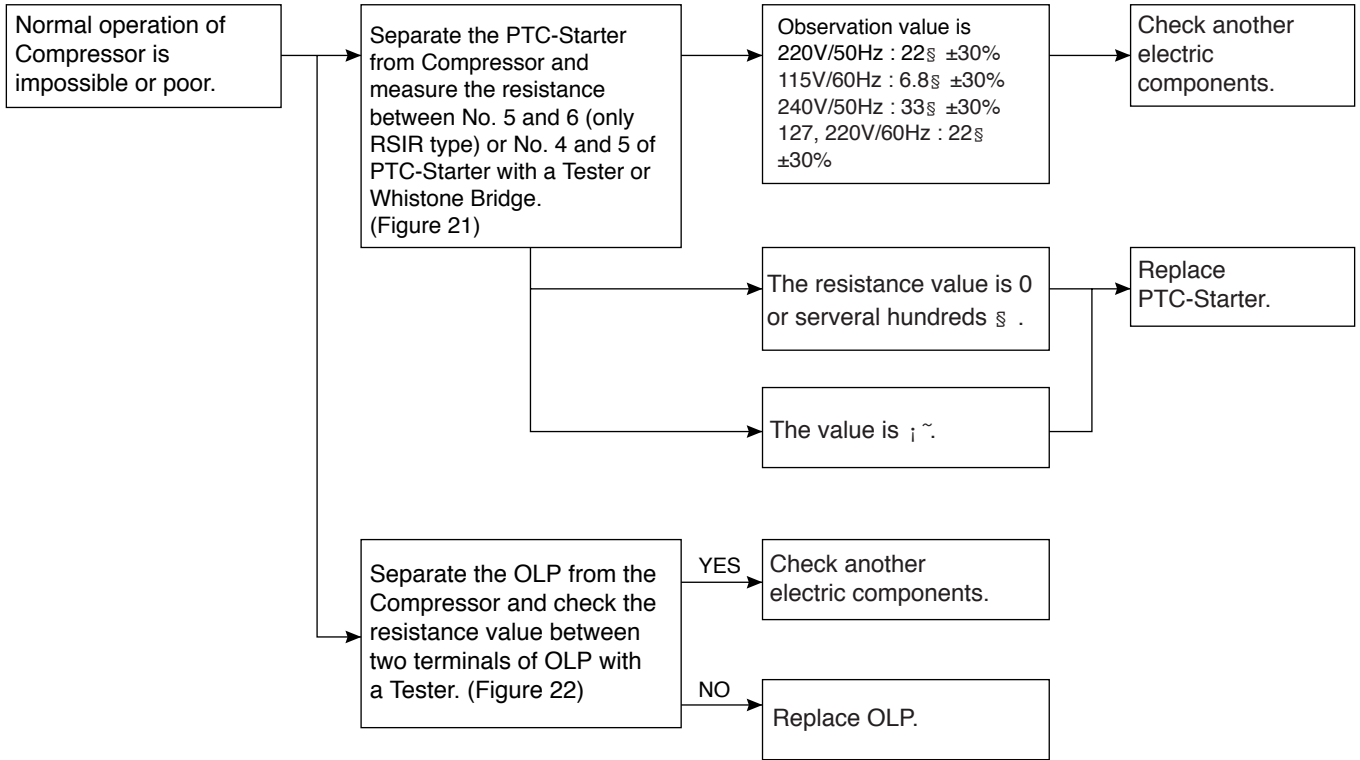 Normal operation of
Compressor is
impossible or poor.
Separate the PTC-Starter
from Compressor and
measure the resistance
between No. 5 and 6 (only
RSIR type) or No. 4 and 5 of
PTC-Starter with a Tester or
Whistone Bridge.
(Figure 21)
Observation value is
220V/50Hz : 22§ ±30%
115V/60Hz : 6.8§ ±30%
240V/50Hz : 33§ ±30%
127, 220V/60Hz : 22§
±30%
Check another
electric
components.
The resistance value is 0
or serveral hundreds § .
Replace
PTC-Starter.
The value is ¡ ˜.
Separate the OLP from the
Compressor and check the
resistance value between
two terminals of OLP with
a Tester. (Figure 22)
YES
Check another
electric components.
NO
Replace OLP.